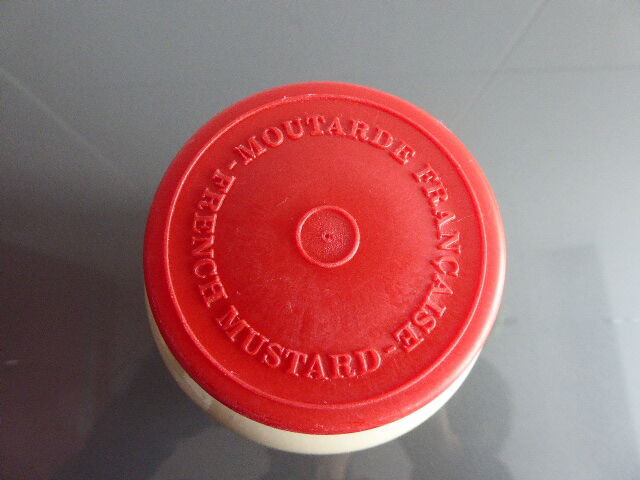 MOUTARDE FRANÇAISE-
FRENCH MUSTARD-